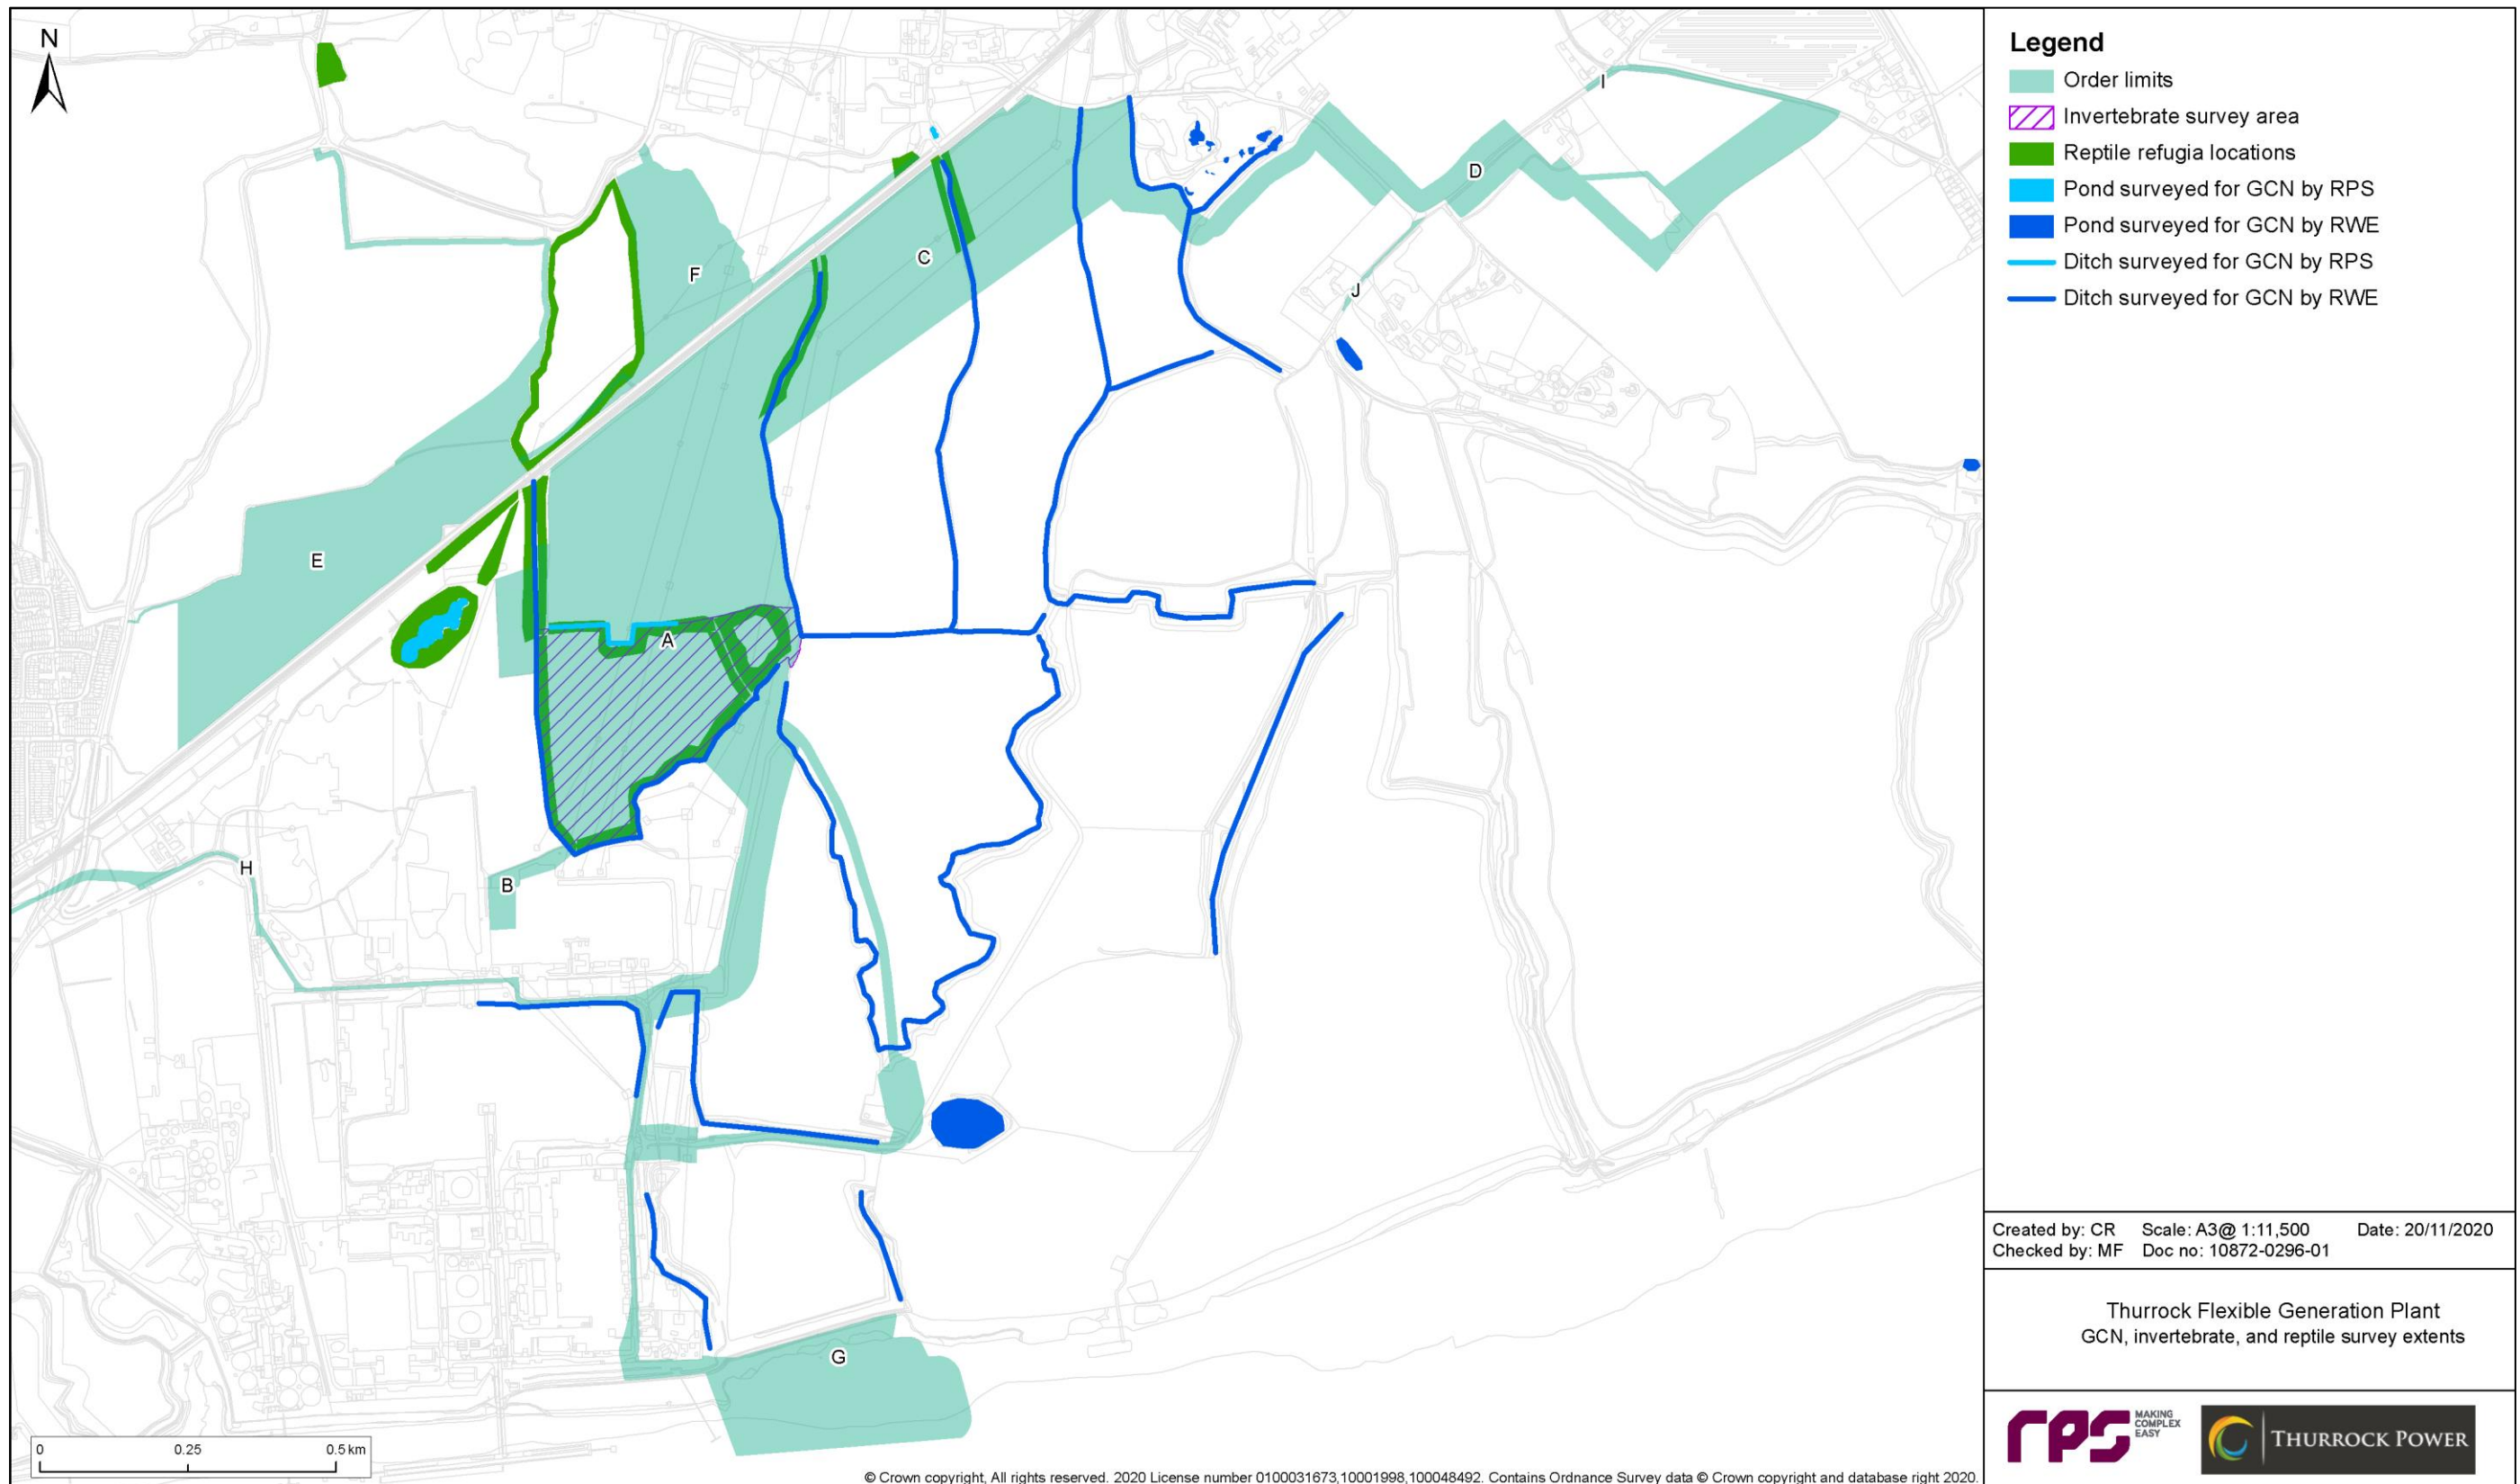 N
I
D
C
F
J
E
A
H
B
G
0 0.25 0.5 km
© Crown copyright, All rights reserved. 2020 License number 0100031673,10001998,100048492. Contains Ordnance Survey data © Crown copyright and database right 2020.
Legend
Order limits
Invertebrate survey area
Reptile refugia locations
Pond surveyed for GCN by RPS
Pond surveyed for GCN by RWE
Ditch surveyed for GCN by RPS
Ditch surveyed for GCN by RWE
Created by: CR Scale: A3@ 1:11,500 Date: 20/11/2020
Checked by: MF Doc no: 10872-0296-01
Thurrock Flexible Generation Plant
GCN, invertebrate, and reptile survey extents
rps
MAKING
COMPLEX
EASY
THURROCK POWER